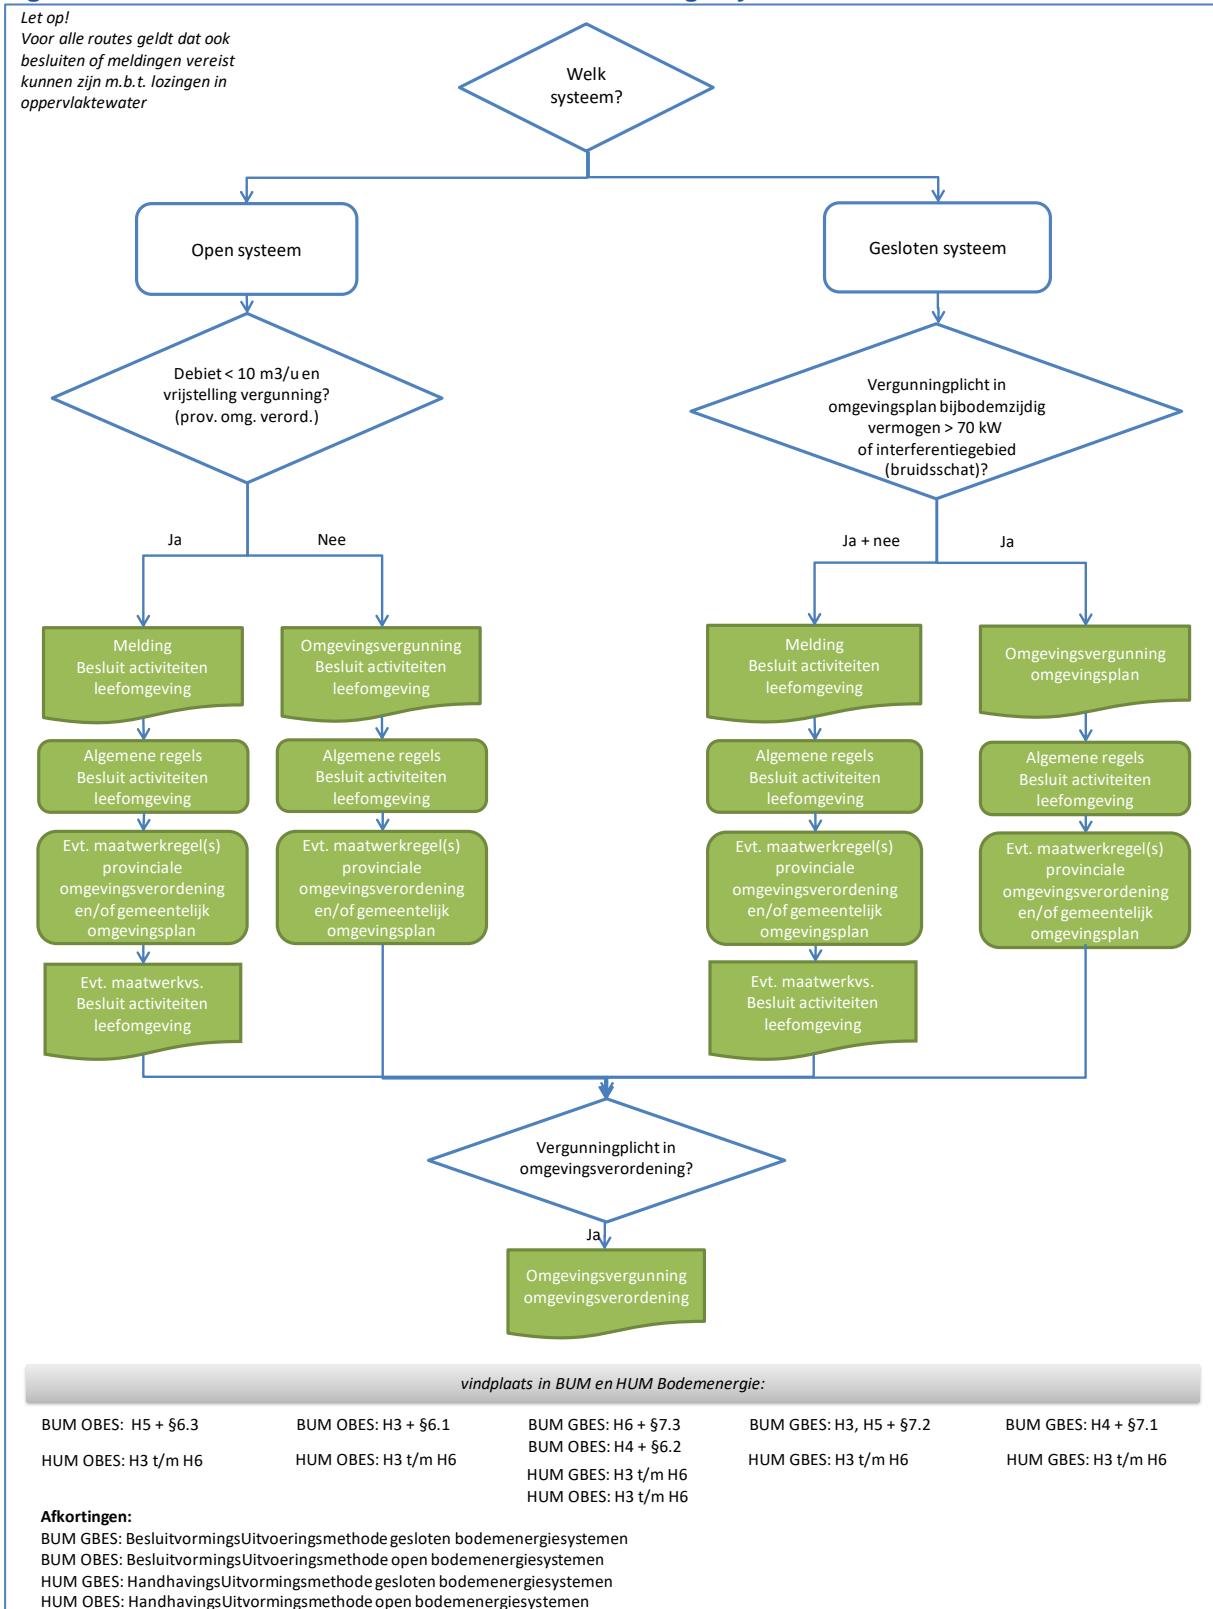 Let op!
Voor alle routes geldt dat ook
besluiten of meldingen vereist
kunnen zijn m.b.t. lozingen in
oppervlaktewater
Welk
systeem?
Open systeem
Gesloten systeem
Debiet < 10 m3/u en
vrijstelling vergunning?
(prov. omg. verord.)
Vergunningplicht in
omgevingsplan bijbodemzijdig
vermogen > 70 kW
of interferentiegebied
(bruidsschat)?
Ja
Nee
Ja + nee
Ja
Melding
Besluit activiteiten
leefomgeving
Omgevingsvergunning
Besluit activiteiten
leefomgeving
Melding
Besluit activiteiten
leefomgeving
Omgevingsvergunning
omgevingsplan
Algemene regels
Besluit activiteiten
leefomgeving
Algemene regels
Besluit activiteiten
leefomgeving
Algemene regels
Besluit activiteiten
leefomgeving
Algemene regels
Besluit activiteiten
leefomgeving
Evt. maatwerkregel(s)
provinciale
omgevingsverordening
en/of gemeentelijk
omgevingsplan
Evt. maatwerkregel(s)
provinciale
omgevingsverordening
en/of gemeentelijk
omgevingsplan
Evt. maatwerkregel(s)
provinciale
omgevingsverordening
en/of gemeentelijk
omgevingsplan
Evt. maatwerkregel(s)
provinciale
omgevingsverordening
en/of gemeentelijk
omgevingsplan
Evt. maatwerkvs.
Besluit activiteiten
leefomgeving
Evt. maatwerkvs.
Besluit activiteiten
leefomgeving
Vergunningplicht in
omgevingsverordening?
Ja
Omgevingsvergunning
omgevingsverordening
vindplaats in BUM en HUM Bodemenergie:
BUM OBES: H5 + §6.3
HUM OBES: H3 t/m H6
BUM OBES: H3 + §6.1
HUM OBES: H3 t/m H6
BUM GBES: H6 + §7.3
BUM OBES: H4 + §6.2
HUM GBES: H3 t/m H6
HUM OBES: H3 t/m H6
BUM GBES: H3, H5 + §7.2
HUM GBES: H3 t/m H6
BUM GBES: H4 + §7.1
HUM GBES: H3 t/m H6
Afkortingen:
BUM GBES: BesluitvormingsUitvoeringsmethode gesloten bodemenergiesystemen
BUM OBES: BesluitvormingsUitvoeringsmethode open bodemenergiesystemen
HUM GBES: HandhavingsUitvormingsmethode gesloten bodemenergiesystemen
HUM OBES: HandhavingsUitvormingsmethode open bodemenergiesystemen